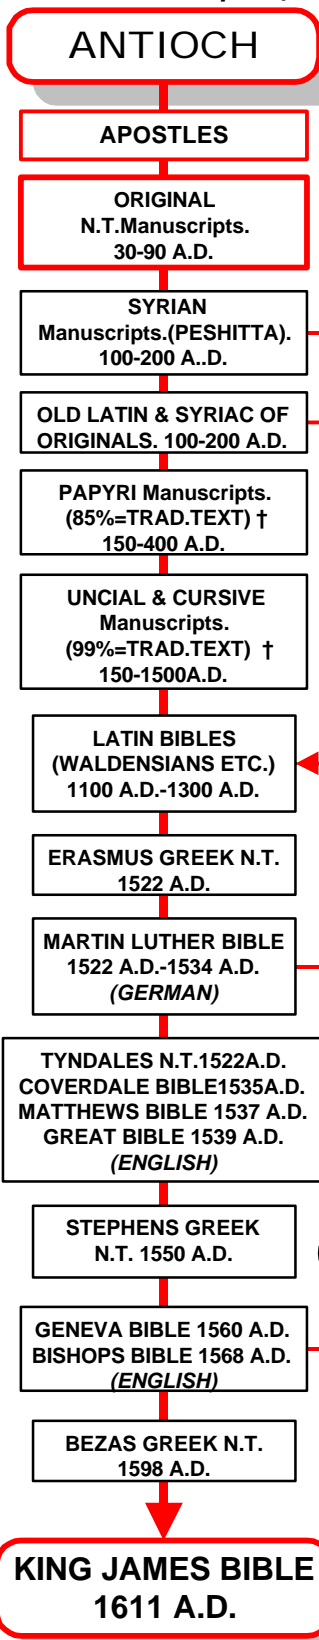 ANTIOCH
APOSTLES
ORIGINAL
N.T.Manuscripts.
30-90 A.D.
SYRIAN
Manuscripts.(PESHITTA).
100-200 A..D.
OLD LATIN & SYRIAC OF
ORIGINALS. 100-200 A.D.
PAPYRI Manuscripts.
(85%=TRAD.TEXT) †
150-400 A.D.
UNCIAL & CURSIVE
Manuscripts.
(99%=TRAD.TEXT) †
150-1500A.D.
LATIN BIBLES
(WALDENSIANS ETC.)
1100 A.D.-1300 A.D.
ERASMUS GREEK N.T.
1522 A.D.
MARTIN LUTHER BIBLE
1522 A.D.-1534 A.D.
(GERMAN)
TYNDALES N.T.1522A.D.
COVERDALE BIBLE1535A.D.
MATTHEWS BIBLE 1537 A.D.
GREAT BIBLE 1539 A.D.
(ENGLISH)
STEPHENS GREEK
N.T. 1550 A.D.
GENEVA BIBLE 1560 A.D.
BISHOPS BIBLE 1568 A.D.
(ENGLISH)
BEZAS GREEK N.T.
1598 A.D.
KING JAMES BIBLE
1611 A.D.